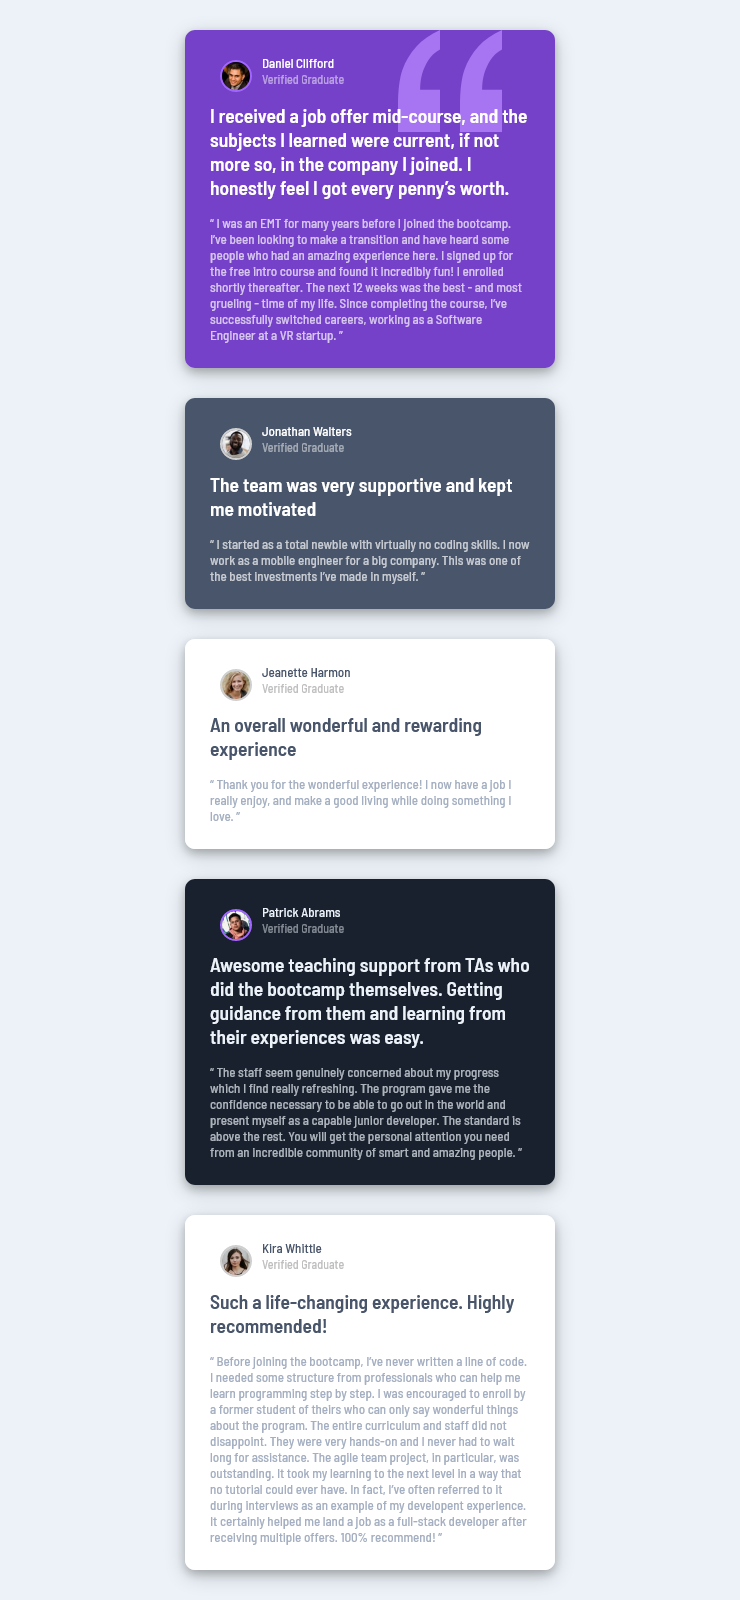 Daniel Clifford
Verified Graduate
I received a job offer mid-course, and the
subjects I learned were current, if not
more so, in the company I joined. I
honestly feel I got every penny’s worth.
“ I was an EMT for many years before I joined the bootcamp.
I’ve been looking to make a transition and have heard some
people who had an amazing experience here. I signed up for
the free intro course and found it incredibly fun! I enrolled
shortly thereafter. The next 12 weeks was the best - and most
grueling - time of my life. Since completing the course, I’ve
successfully switched careers, working as a Software
Engineer at a VR startup. ”
Jonathan Walters
Verified Graduate
The team was very supportive and kept
me motivated
“ I started as a total newbie with virtually no coding skills. I now
work as a mobile engineer for a big company. This was one of
the best investments I’ve made in myself. ”
Jeanette Harmon
Verified Graduate
An overall wonderful and rewarding
experience
“ Thank you for the wonderful experience! I now have a job I
really enjoy, and make a good living while doing something I
love. ”
Patrick Abrams
Verified Graduate
Awesome teaching support from TAs who
did the bootcamp themselves. Getting
guidance from them and learning from
their experiences was easy.
“ The staff seem genuinely concerned about my progress
which I find really refreshing. The program gave me the
confidence necessary to be able to go out in the world and
present myself as a capable junior developer. The standard is
above the rest. You will get the personal attention you need
from an incredible community of smart and amazing people. ”
Kira Whittle
Verified Graduate
Such a life-changing experience. Highly
recommended!
“ Before joining the bootcamp, I’ve never written a line of code.
I needed some structure from professionals who can help me
learn programming step by step. I was encouraged to enroll by
a former student of theirs who can only say wonderful things
about the program. The entire curriculum and staff did not
disappoint. They were very hands-on and I never had to wait
long for assistance. The agile team project, in particular, was
outstanding. It took my learning to the next level in a way that
no tutorial could ever have. In fact, I’ve often referred to it
during interviews as an example of my developent experience.
It certainly helped me land a job as a full-stack developer after
receiving multiple offers. 100% recommend! ”